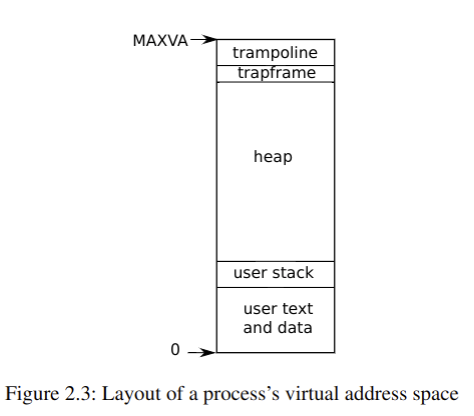 MAXVA
trampoline
trapframe
heap
user stack
user text
and data
0
Figure 2.3: Layout of a process’s virtual address space